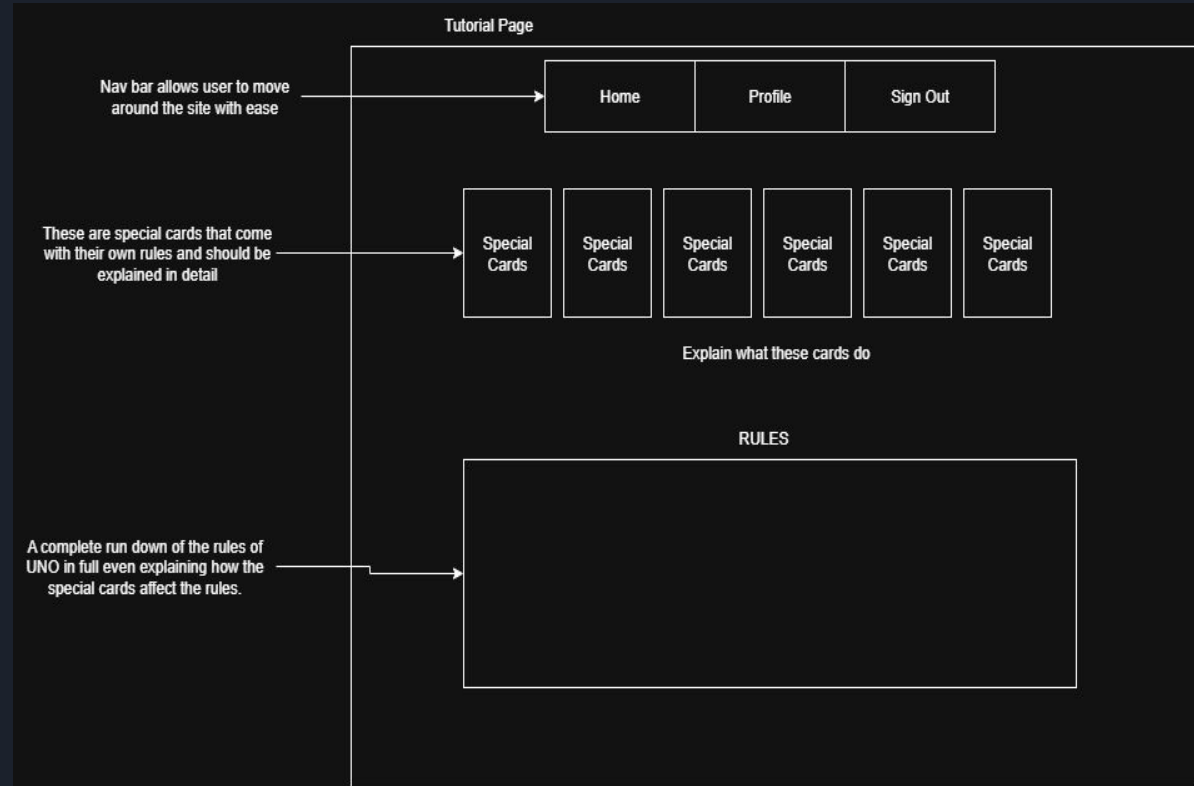 Tutorial Page
Nav bar allows user to move
around the site with ease
Home
Profile
Sign Out
These are special cards that come
with their own rules and should be
explained in detail
Special
Cards
Special
Cards
Special
Cards
Special
Cards
Special
Cards
Special
Cards
Explain what these cards do
RULES
A complete run down of the rules of
UNO in full even explaining how the
special cards affect the rules.